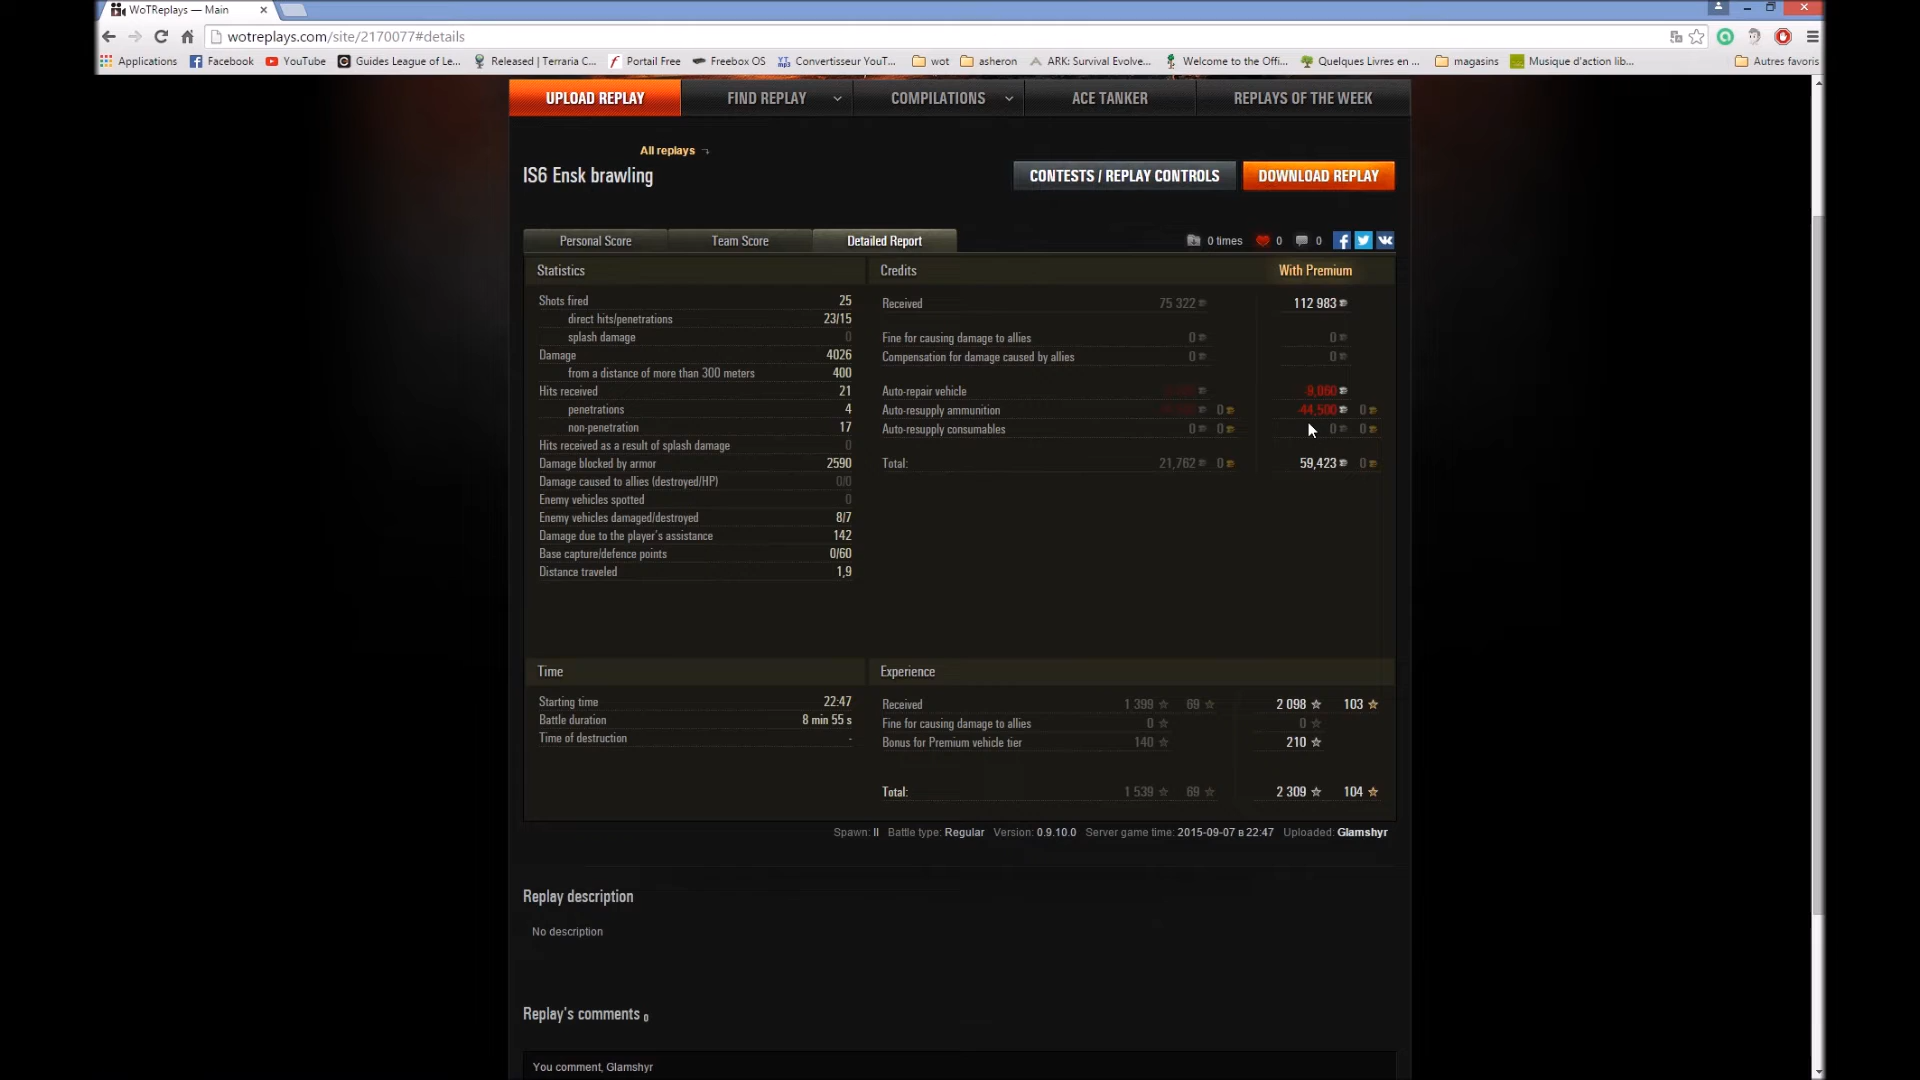 WoTReplays — Main
wotreplays.com/site/2170077#details
Applications Facebook YouTube Guides League of Le... Released | Terraria C... Portail Free Freebox OS Convertisseur YouT... wot asheron ARK: Survival Evolve... Welcome to the Offi... Quelques Livres en ... magasins Musique d'action lib... Autres favoris
UPLOAD REPLAY FIND REPLAY COMPILATIONS ACE TANKER REPLAYS OF THE WEEK
All replays
IS6 Ensk brawling CONTESTS / REPLAY CONTROLS DOWNLOAD REPLAY
Personal Score Team Score Detailed Report 0 times 0 0
Statistics Credits With Premium
Shots fired 25 Received 75 322 112 983
direct hits/penetrations 23/15
splash damage 0 Fine for causing damage to allies 0 0
Damage 4026 Compensation for damage caused by allies 0 0
from a distance of more than 300 meters 400
Hits received 21 Auto-repair vehicle -9,060
penetrations 4 Auto-resupply ammunition 0 -44,500 0
non-penetration 17 Auto-resupply consumables 0 0 0 0
Hits received as a result of splash damage 0
Damage blocked by armor 2590 Total: 21,762 0 59,423 0
Damage caused to allies (destroyed/HP) 0/0
Enemy vehicles spotted 0
Enemy vehicles damaged/destroyed 8/7
Damage due to the player's assistance 142
Base capture/defence points 0/60
Distance traveled 1,9
Time Experience
Starting time 22:47 Received 1 399 69 2 098 103
Battle duration 8 min 55 s Fine for causing damage to allies 0 0
Time of destruction - Bonus for Premium vehicle tier 140 210
Total: 1 539 69 2 309 104
Spawn: II Battle type: Regular Version: 0.9.10.0 Server game time: 2015-09-07 в 22:47 Uploaded: Glamshyr
Replay description
No description
Replay's comments 0
You comment, Glamshyr